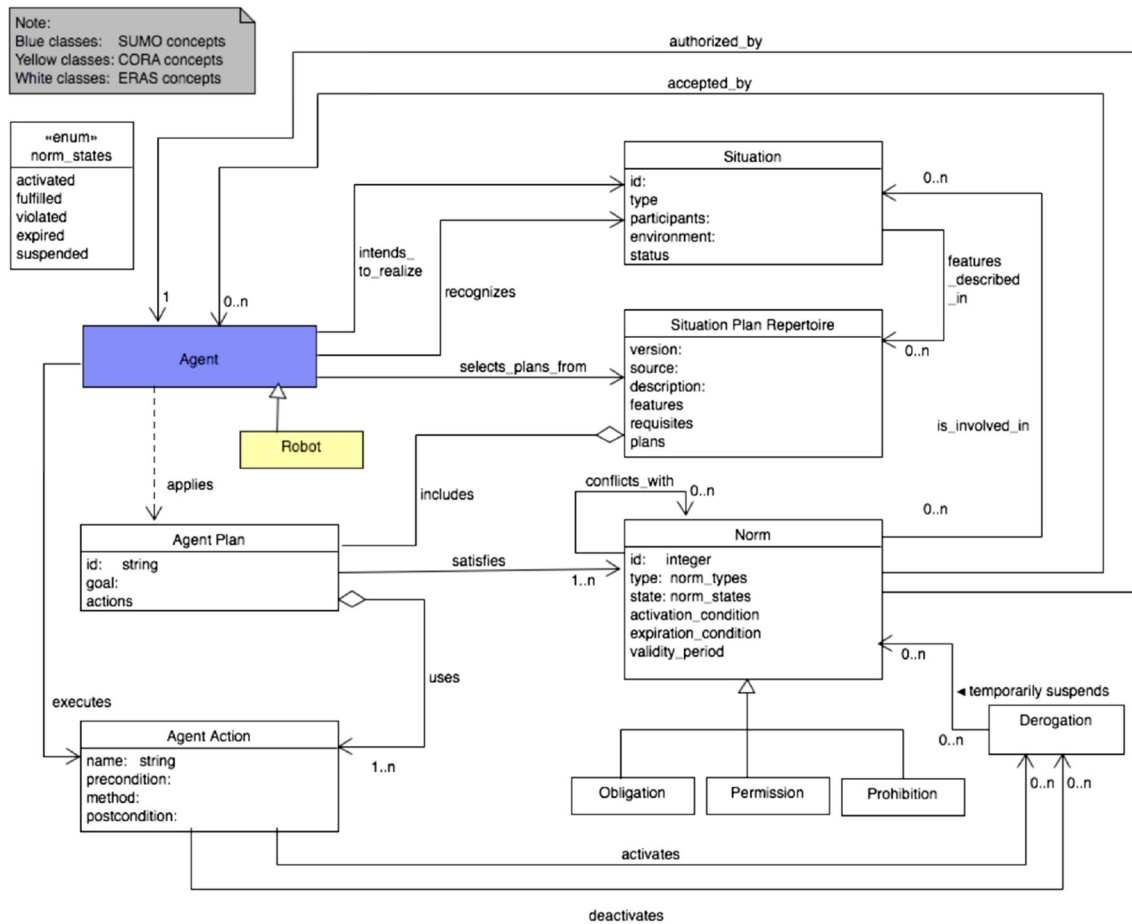 Note:
Blue classes: SUMO concepts
Yellow classes: CORA concepts
White classes: ERAS concepts
authorized_by
accepted_by
«enum»
norm_states
activated
fulfilled
violated
expired
suspended
Situation
id:
type
participants:
environment:
status
0..n
intends_
to_realize
recognizes
features
_described
_in
1
0..n
Agent
Situation Plan Repertoire
version:
source:
description:
features
requisites
plans
0..n
selects_plans_from
Robot
is_involved_in
applies
includes
conflicts_with
0..n
0..n
Agent Plan
id: string
goal:
actions
satisfies
1..n
Norm
id: integer
type: norm_types
state: norm_states
activation_condition
expiration_condition
validity_period
0..n
uses
executes
◄ temporarily suspends
0..n
Derogation
Agent Action
name: string
precondition:
method:
postcondition:
1..n
Obligation
Permission
Prohibition
0..n
0..n
activates
deactivates